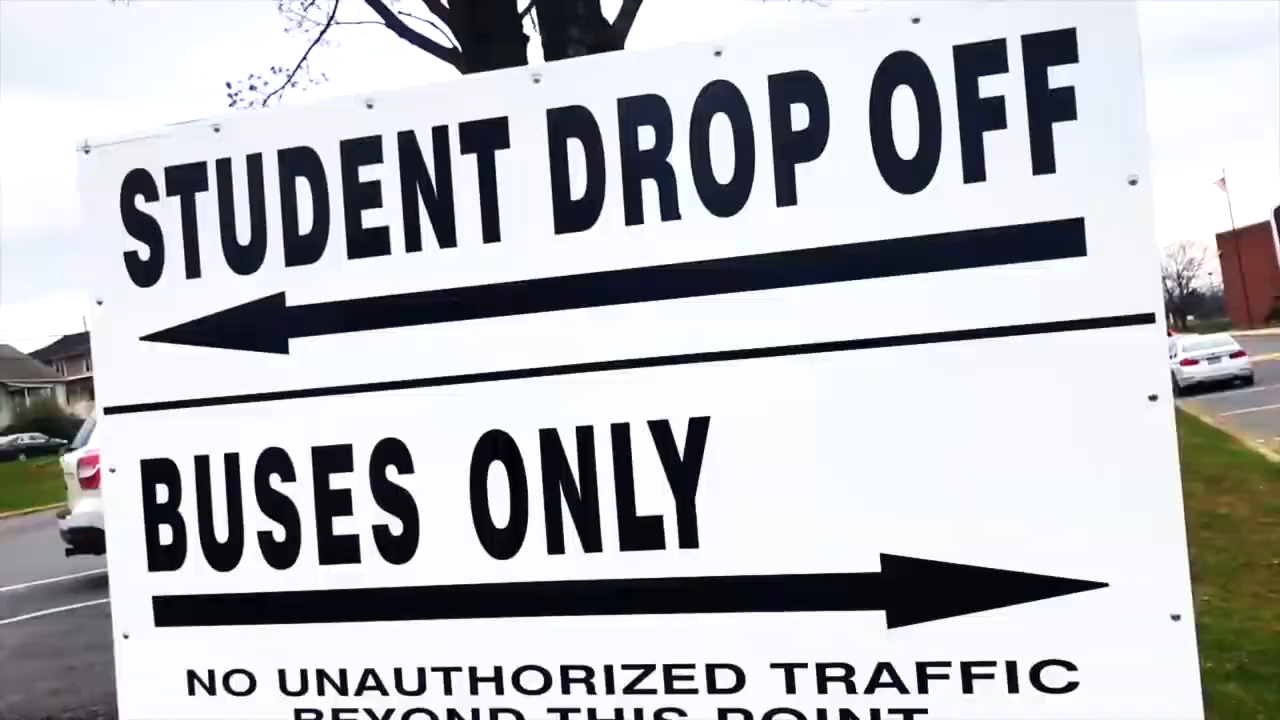 STUDENT DROP OFF
BUSES ONLY
NO UNAUTHORIZED TRAFFIC
BEYOND THIS POINT